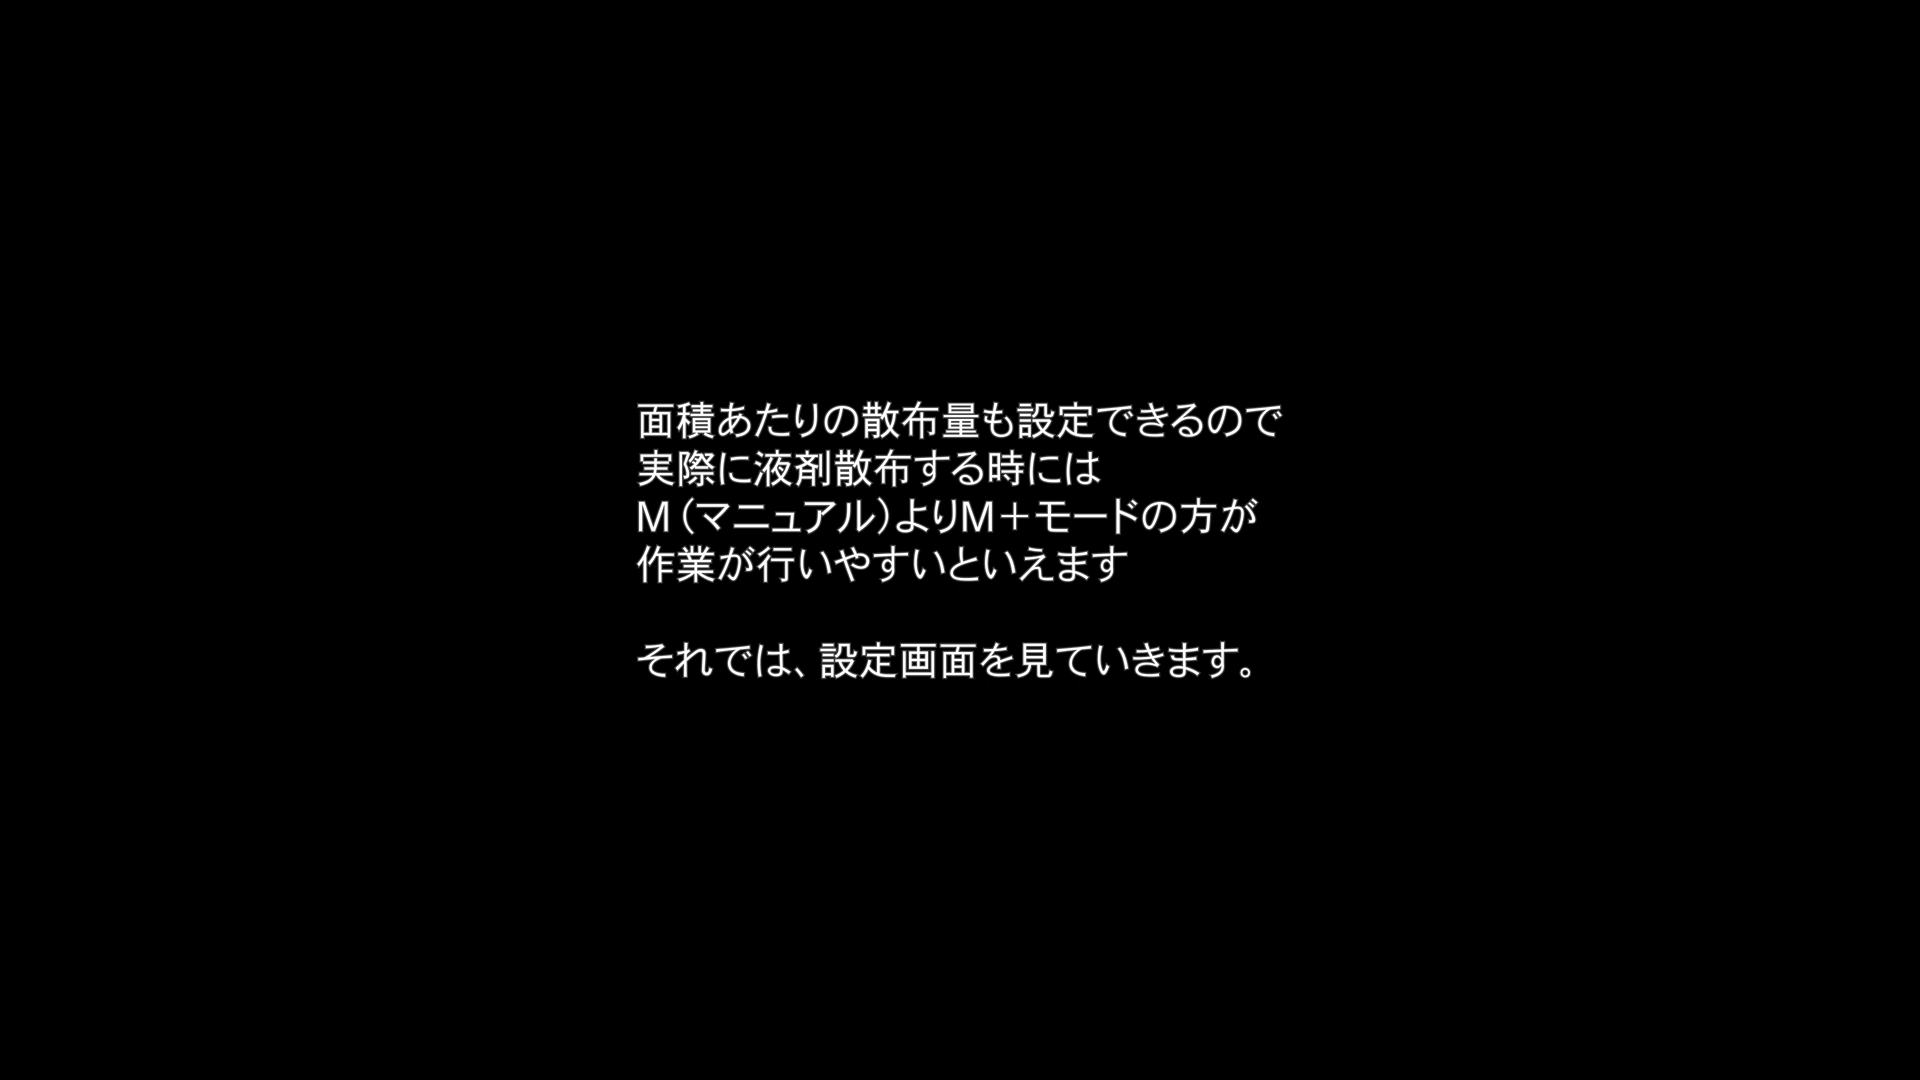 面積あたりの散布量も設定できるので
実際に液剤散布する時には
M（マニュアル）よりM＋モードの方が
作業が行いやすいといえます
それでは、設定画面を見ていきます。